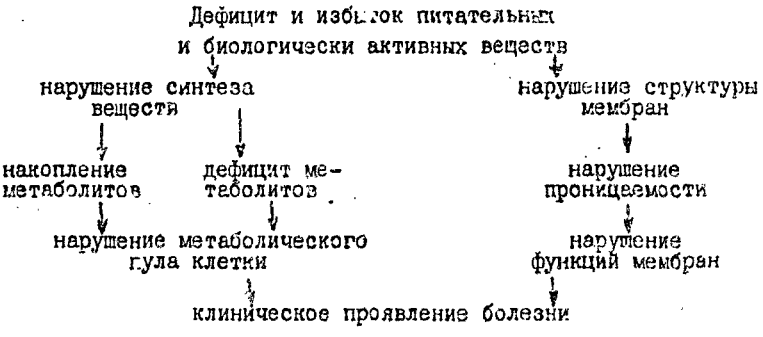 Дефицит и избыток питательных
и биологически активных веществ
нарушение синтеза
веществ
нарушение структуры
мембран
накопление
метаболитов
дефицит ме-
таболитов
нарушение
проницаемости
нарушение метаболического
пула клетки
нарушение
функций мембран
клиническое проявление болезни